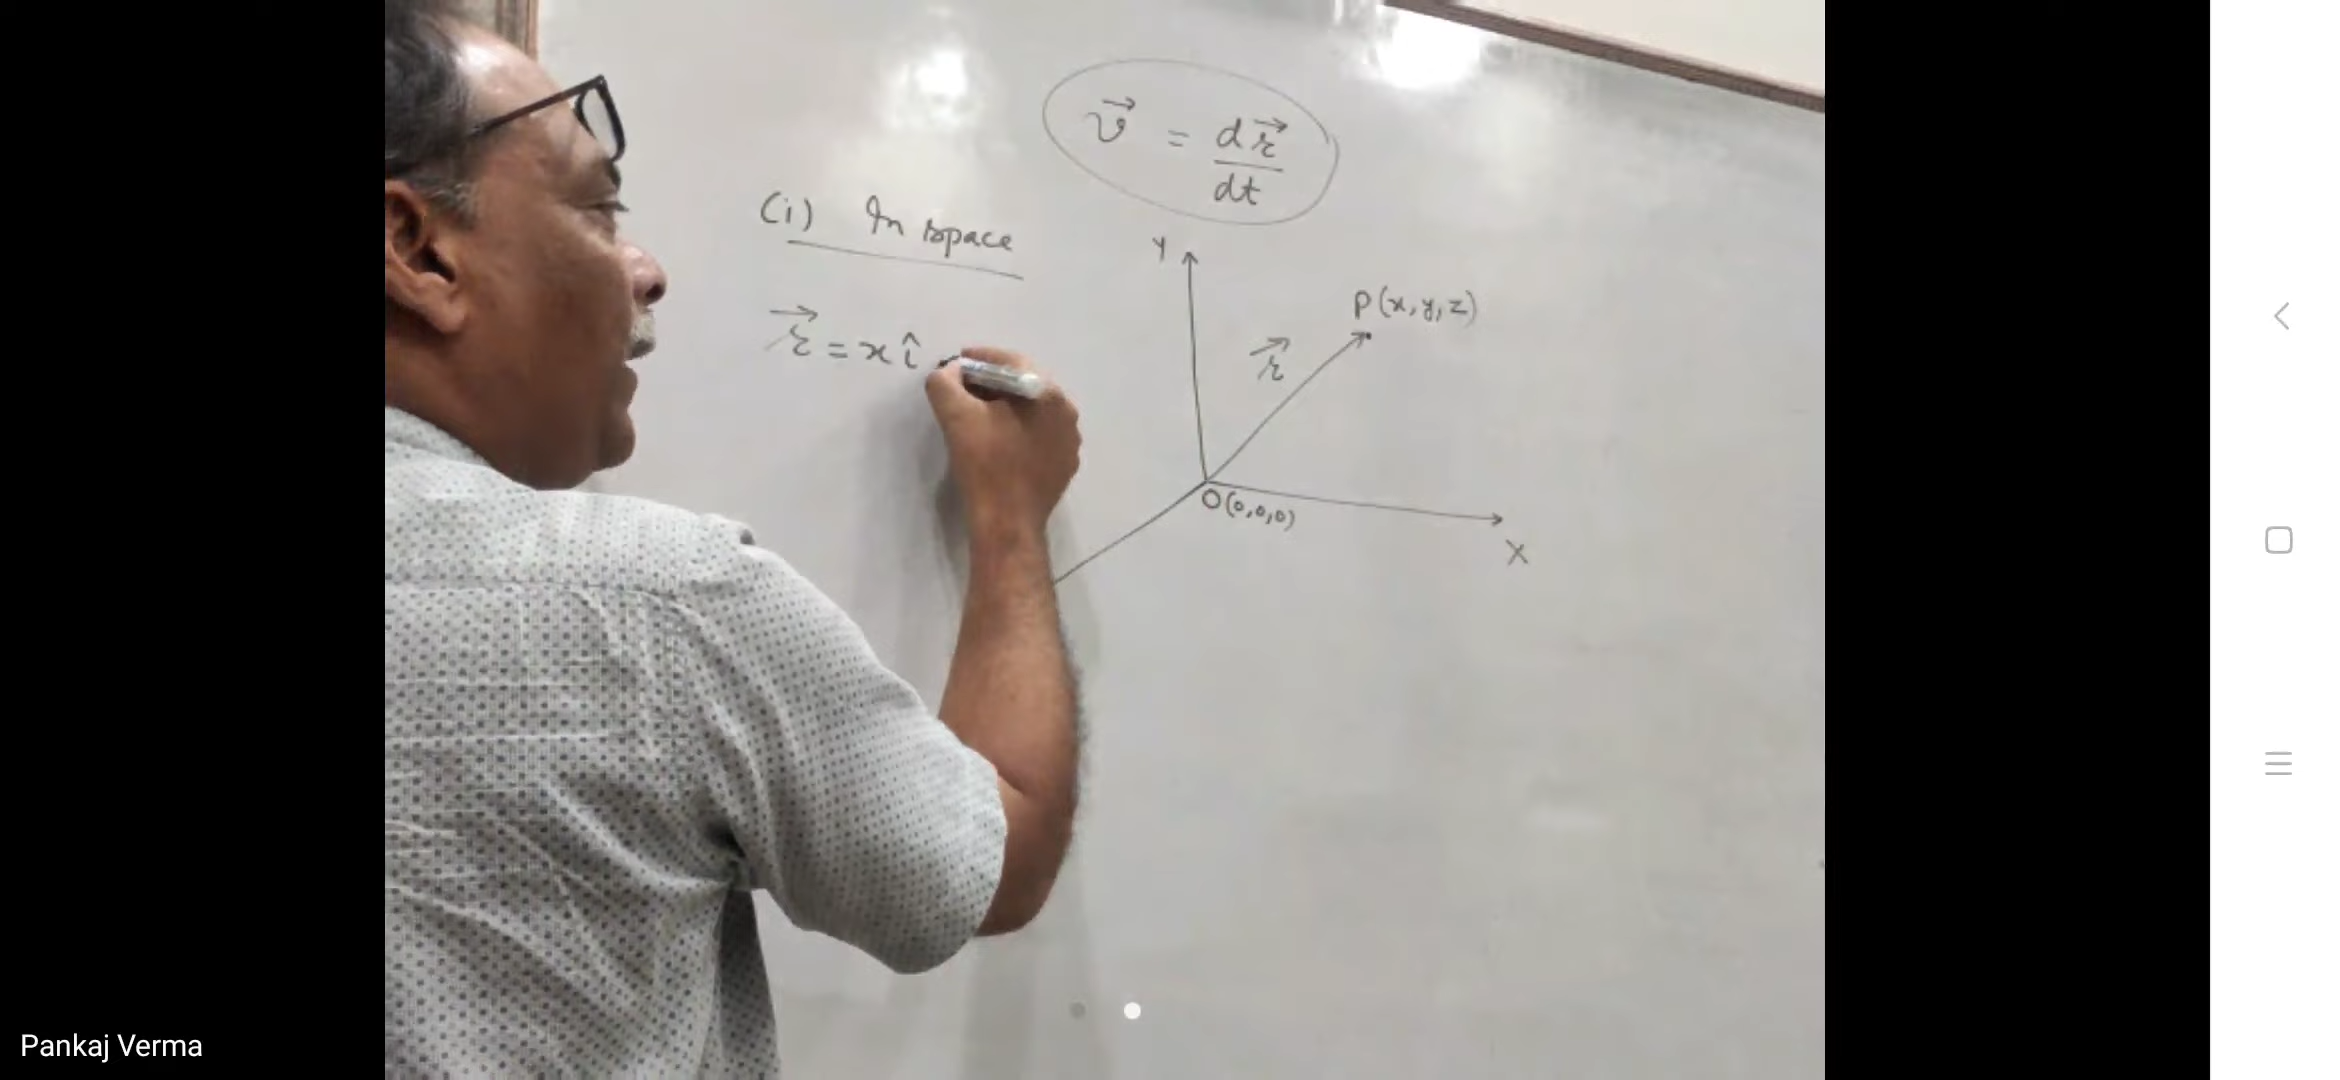 v⃗ = dr⃗/dt
(i) In space
r⃗ = x î
Y
P(x, y, z)
r⃗
O(0,0,0)
X
Pankaj Verma